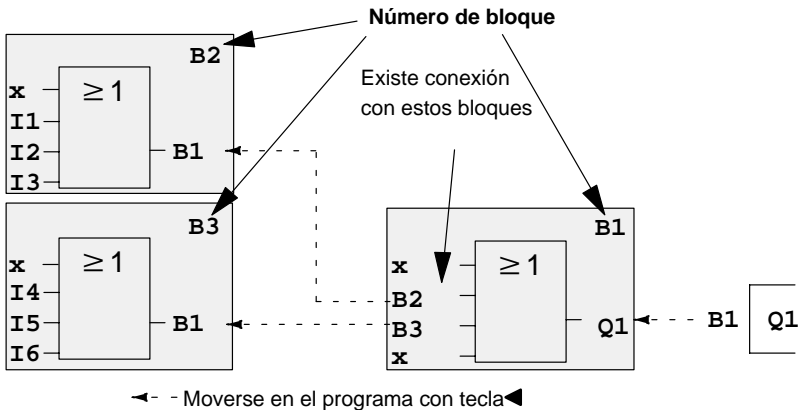 Número de bloque
B2
x
≥1
I1
I2
B1
I3
Existe conexión
con estos bloques
B3
x
≥1
I4
I5
B1
I6
B1
x
≥1
B2
B3
Q1
x
B1
Q1
Moverse en el programa con tecla◀